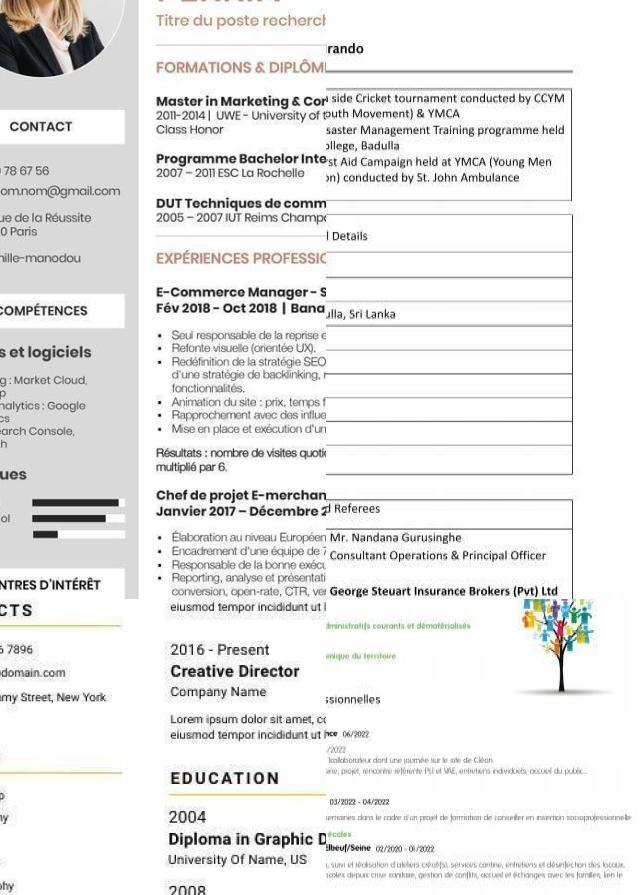 Titre du poste recherch
FORMATIONS & DIPLÔM
Master in Marketing & Cor
2011-2014 | UWE - University of
Class Honor
Programme Bachelor Inte
2007 – 2011 ESC La Rochelle
DUT Techniques de comm
2005 – 2007 IUT Reims Champ
EXPÉRIENCES PROFESSIO
E-Commerce Manager - S
Fév 2018 - Oct 2018 | Bana
• Seul responsable de la reprise e
• Refonte visuelle (orientée UX).
• Redéfinition de la stratégie SEO
d'une stratégie de backlinking,
fonctionnalités.
• Animation du site : prix, temps f
• Rapprochement avec des influe
• Mise en place et exécution d'un
Résultats : nombre de visites quoti
multiplié par 6.
Chef de projet E-merchan
Janvier 2017 – Décembre 2
• Élaboration au niveau Européen
• Encadrement d'une équipe de 7
• Responsable de la bonne exécu
• Reporting, analyse et présentati
conversion, open-rate, CTR, ver
CONTACT
78 67 56
om.nom@gmail.com
ue de la Réussite
0 Paris
nille-manodou
OMPÉTENCES
s et logiciels
g : Market Cloud,
p
nalytics : Google
cs
earch Console,
h
ues
ol
NTRES D'INTÉRÊT
rando
side Cricket tournament conducted by CCYM
outh Movement) & YMCA
saster Management Training programme held
ollege, Badulla
st Aid Campaign held at YMCA (Young Men
on) conducted by St. John Ambulance
l Details
ulla, Sri Lanka
d Referees
Mr. Nandana Gurusinghe
Consultant Operations & Principal Officer
George Steuart Insurance Brokers (Pvt) Ltd
CTS
6 7896
domain.com
my Street, New York
p
ny
e
phy
eiusmod tempor incididunt ut l
2016 - Present
Creative Director
Company Name
Lorem ipsum dolor sit amet, co
eiusmod tempor incididunt ut
EDUCATION
2004
Diploma in Graphic D
University Of Name, US
2008
dministratifs courants et dématérialisés
mique du territoire
ssionnelles
nce 06/2022
/2022
collaborateur dont une journée sur le site de Cléon
erie, projet, rencontre référente PLI et VAE, entretiens individuels, accueil du public...
03/2022 - 04/2022
semaines dans le cadre d'un projet de formation de conseiller en insertion socioprofessionnelle
écoles
lbeuf/Seine 02/2020 - 01/2022
, suivi et réalisation d'ateliers créatifs, services cantine, entretiens et désinfection des locaux.
coles depuis crise sanitaire, gestion de conflits, accueil et échanges avec les familles, lien le